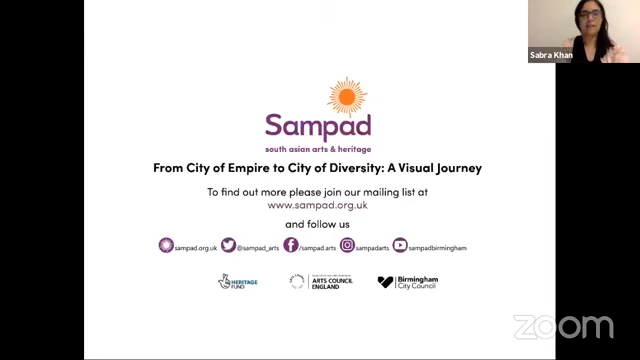 Sabra Khan
Sampad
south asian arts & heritage
From City of Empire to City of Diversity: A Visual Journey
To find out more please join our mailing list at
www.sampad.org.uk
and follow us
sampad.org.uk @sampad_arts /sampad.arts sampadarts sampadbirmingham
HERITAGE
FUND
ARTS COUNCIL
ENGLAND
Birmingham
City Council
zoom